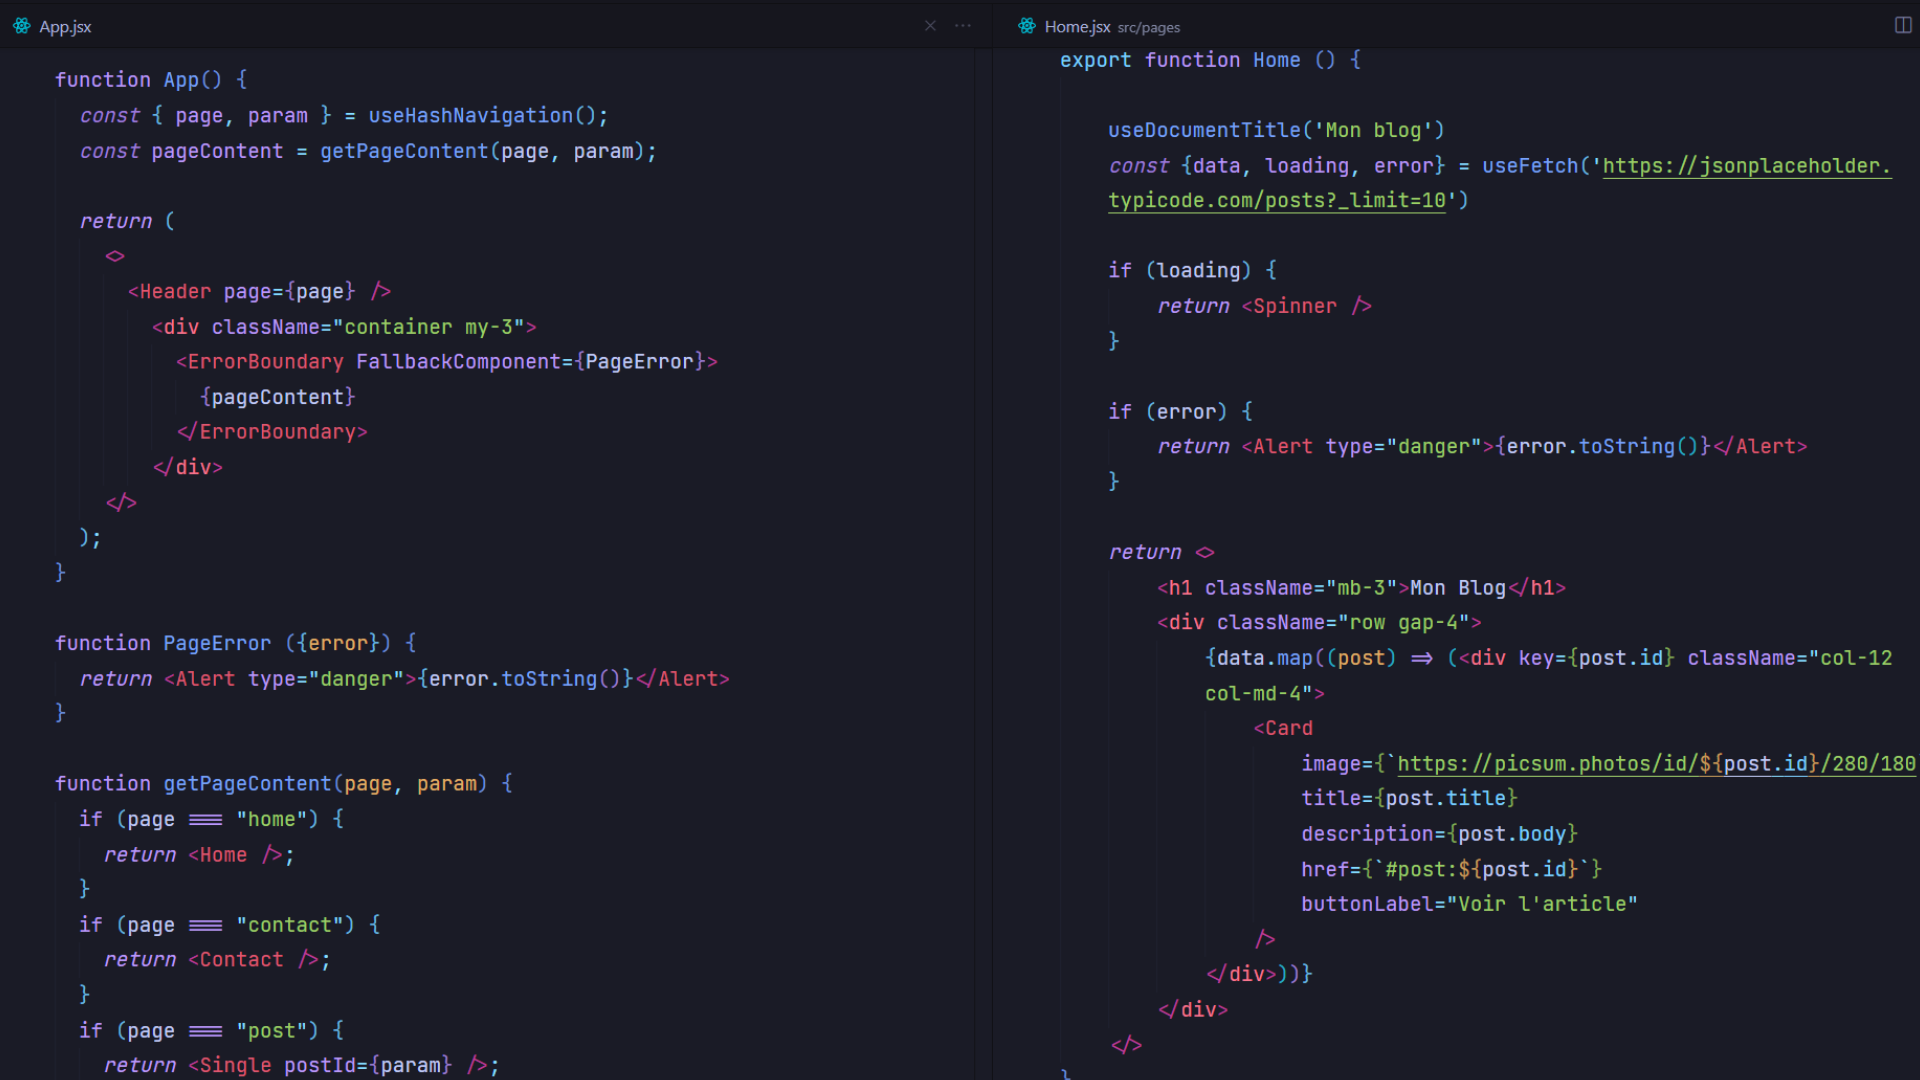 App.jsx
function App() {
const { page, param } = useHashNavigation();
const pageContent = getPageContent(page, param);
return (
<>
<Header page={page} />
<div className="container my-3">
<ErrorBoundary FallbackComponent={PageError}>
{pageContent}
</ErrorBoundary>
</div>
</>
);
}
function PageError ({error}) {
return <Alert type="danger">{error.toString()}</Alert>
}
function getPageContent(page, param) {
if (page === "home") {
return <Home />;
}
if (page === "contact") {
return <Contact />;
}
if (page === "post") {
return <Single postId={param} />;
Home.jsx src/pages
export function Home () {
useDocumentTitle('Mon blog')
const {data, loading, error} = useFetch('https://jsonplaceholder.
typicode.com/posts?_limit=10')
if (loading) {
return <Spinner />
}
if (error) {
return <Alert type="danger">{error.toString()}</Alert>
}
return <>
<h1 className="mb-3">Mon Blog</h1>
<div className="row gap-4">
{data.map((post) => (<div key={post.id} className="col-12
col-md-4">
<Card
image={`https://picsum.photos/id/${post.id}/280/180
title={post.title}
description={post.body}
href={`#post:${post.id}`}
buttonLabel="Voir l'article"
/>
</div>))}
</div>
</>
}